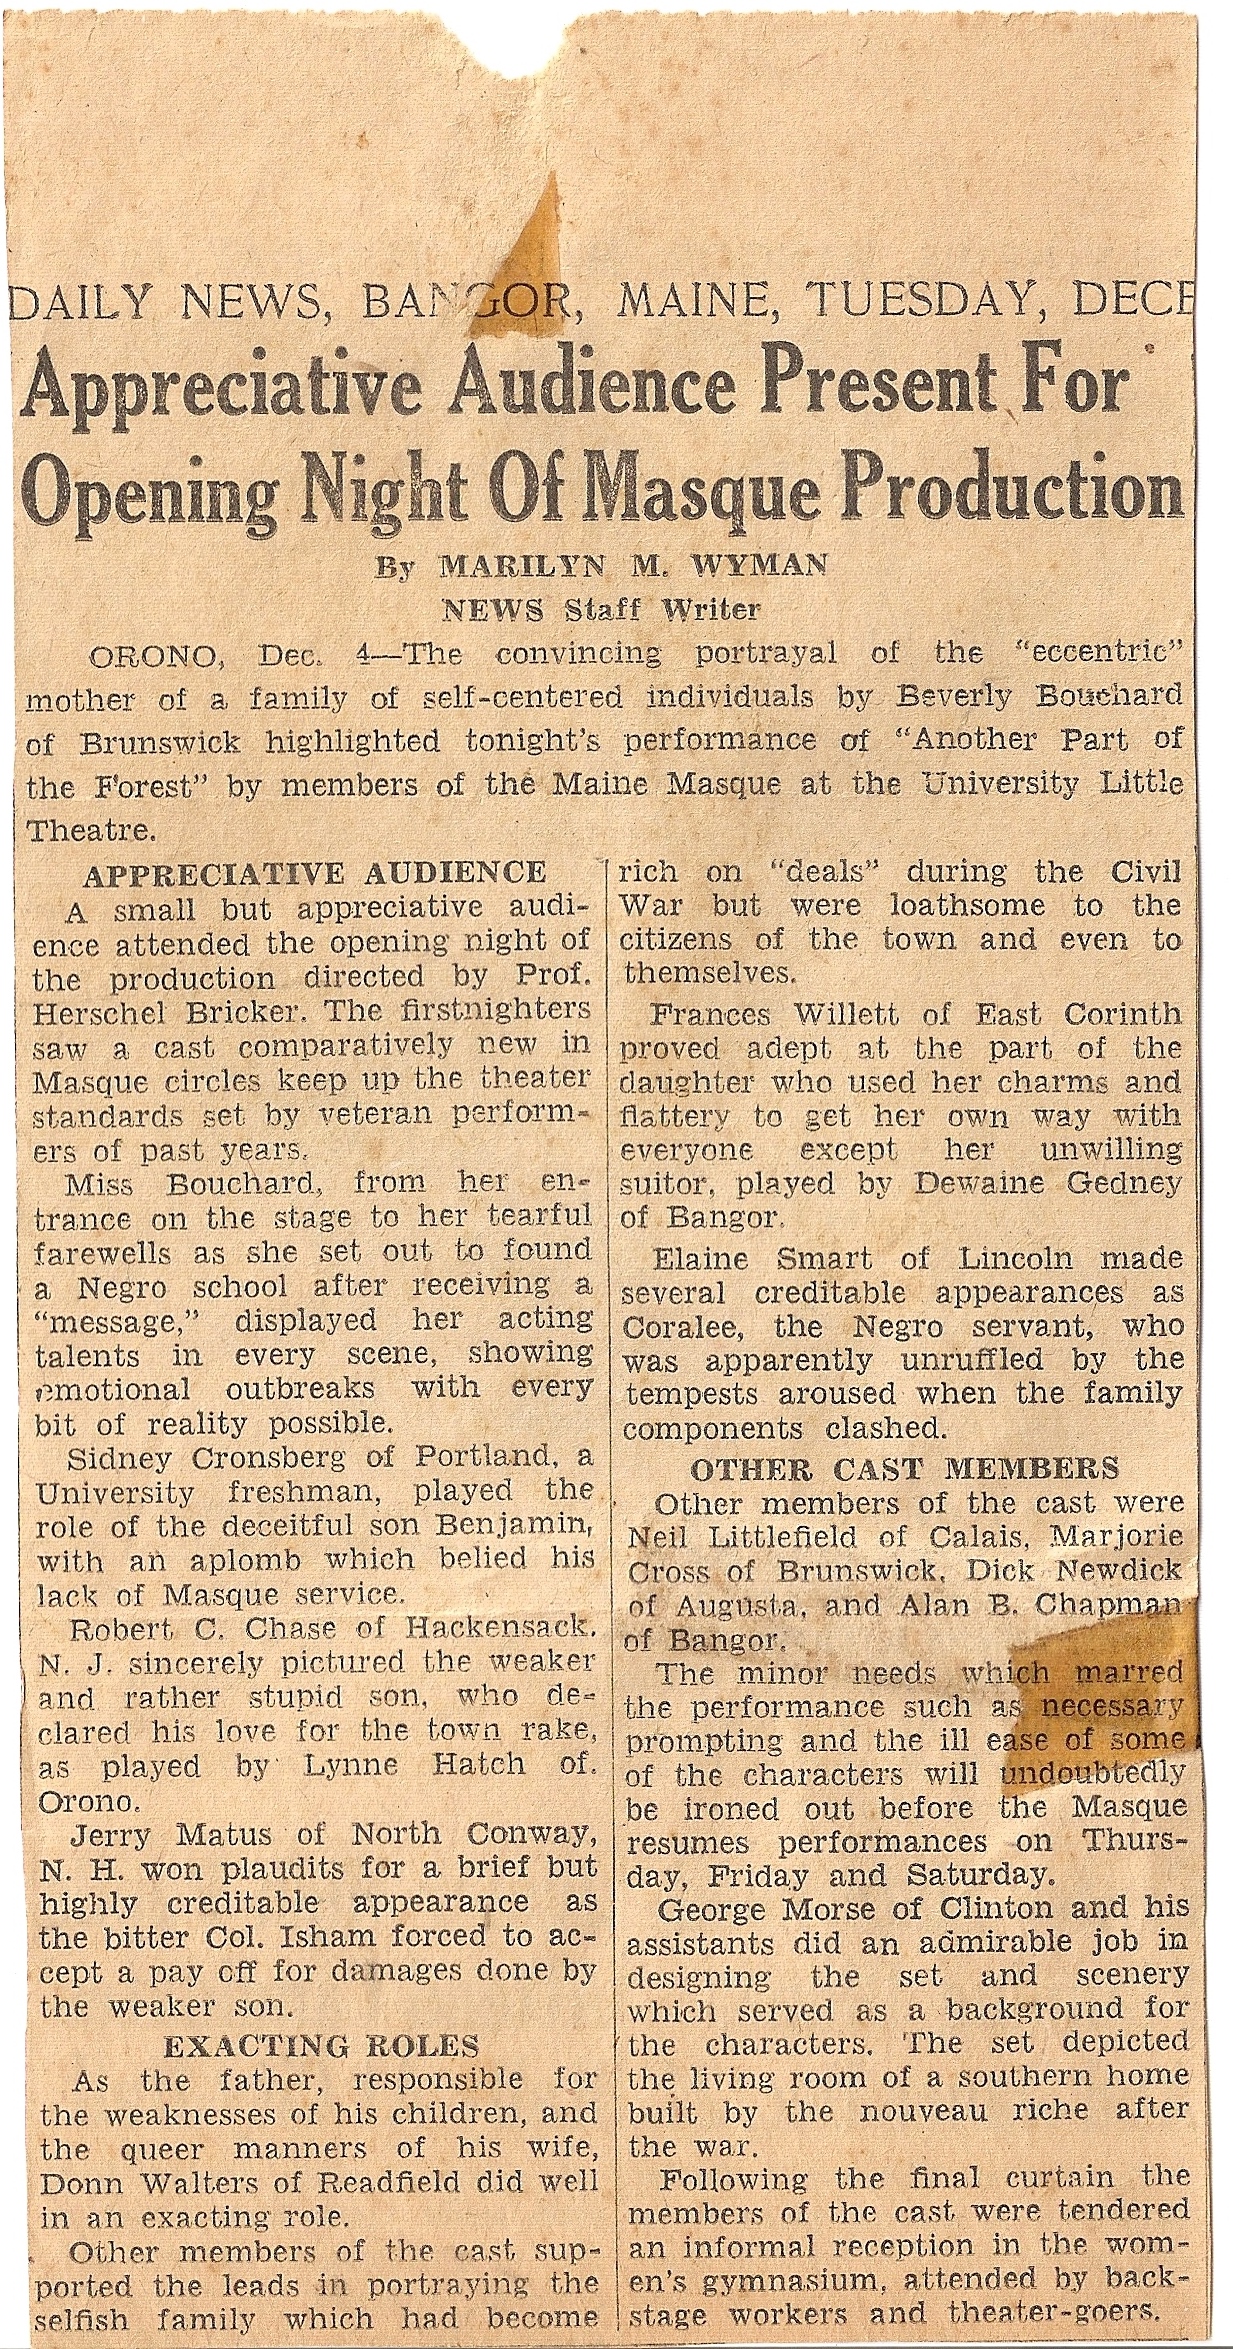 DAILY NEWS, BANGOR, MAINE, TUESDAY, DECE
Appreciative Audience Present For
Opening Night Of Masque Production
By MARILYN M. WYMAN
NEWS Staff Writer
ORONO, Dec. 4—The convincing portrayal of the "eccentric"
mother of a family of self-centered individuals by Beverly Bouchard
of Brunswick highlighted tonight's performance of "Another Part of
the Forest" by members of the Maine Masque at the University Little
Theatre.
APPRECIATIVE AUDIENCE
A small but appreciative audi-
ence attended the opening night of
the production directed by Prof.
Herschel Bricker. The firstnighters
saw a cast comparatively new in
Masque circles keep up the theater
standards set by veteran perform-
ers of past years.
Miss Bouchard, from her en-
trance on the stage to her tearful
farewells as she set out to found
a Negro school after receiving a
"message," displayed her acting
talents in every scene, showing
emotional outbreaks with every
bit of reality possible.
Sidney Cronsberg of Portland, a
University freshman, played the
role of the deceitful son Benjamin,
with an aplomb which belied his
lack of Masque service.
Robert C. Chase of Hackensack,
N. J. sincerely pictured the weaker
and rather stupid son, who de-
clared his love for the town rake,
as played by Lynne Hatch of.
Orono.
Jerry Matus of North Conway,
N. H. won plaudits for a brief but
highly creditable appearance as
the bitter Col. Isham forced to ac-
cept a pay off for damages done by
the weaker son.
EXACTING ROLES
As the father, responsible for
the weaknesses of his children, and
the queer manners of his wife,
Donn Walters of Readfield did well
in an exacting role.
Other members of the cast sup-
ported the leads in portraying the
selfish family which had become
rich on "deals" during the Civil
War but were loathsome to the
citizens of the town and even to
themselves.
Frances Willett of East Corinth
proved adept at the part of the
daughter who used her charms and
flattery to get her own way with
everyone except her unwilling
suitor, played by Dewaine Gedney
of Bangor.
Elaine Smart of Lincoln made
several creditable appearances as
Coralee, the Negro servant, who
was apparently unruffled by the
tempests aroused when the family
components clashed.
OTHER CAST MEMBERS
Other members of the cast were
Neil Littlefield of Calais, Marjorie
Cross of Brunswick, Dick Newdick
of Augusta, and Alan B. Chapman
of Bangor.
The minor needs which marred
the performance such as necessary
prompting and the ill ease of some
of the characters will undoubtedly
be ironed out before the Masque
resumes performances on Thurs-
day, Friday and Saturday.
George Morse of Clinton and his
assistants did an admirable job in
designing the set and scenery
which served as a background for
the characters. The set depicted
the living room of a southern home
built by the nouveau riche after
the war.
Following the final curtain the
members of the cast were tendered
an informal reception in the wom-
en's gymnasium, attended by back-
stage workers and theater-goers.